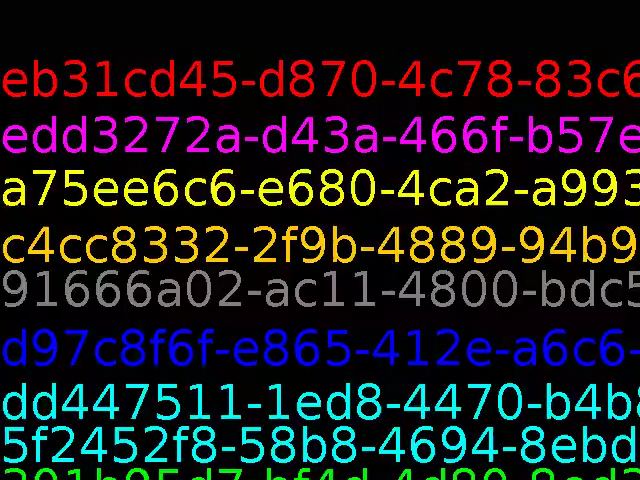 eb31cd45-d870-4c78-83c6
edd3272a-d43a-466f-b57e
a75ee6c6-e680-4ca2-a993
c4cc8332-2f9b-4889-94b9
91666a02-ac11-4800-bdc5
d97c8f6f-e865-412e-a6c6-
dd447511-1ed8-4470-b4b8
5f2452f8-58b8-4694-8ebd